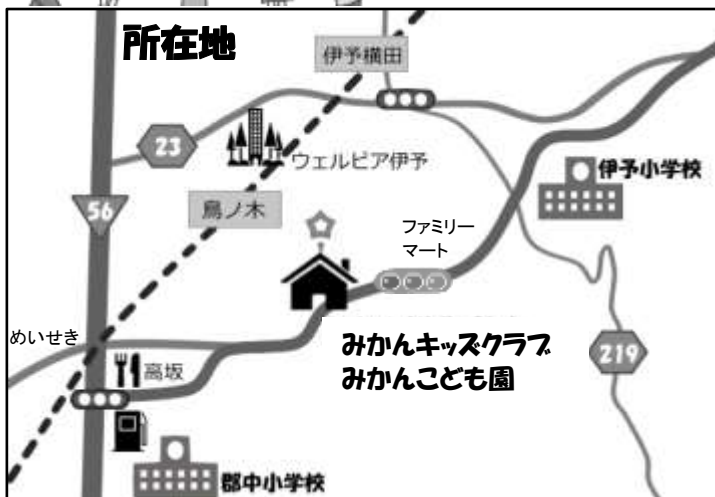 所在地
伊予横田
23
ウェルピア伊予
伊予小学校
56
鳥ノ木
ファミリー
マート
めいせき
高坂
みかんキッズクラブ
みかんこども園
219
郡中小学校